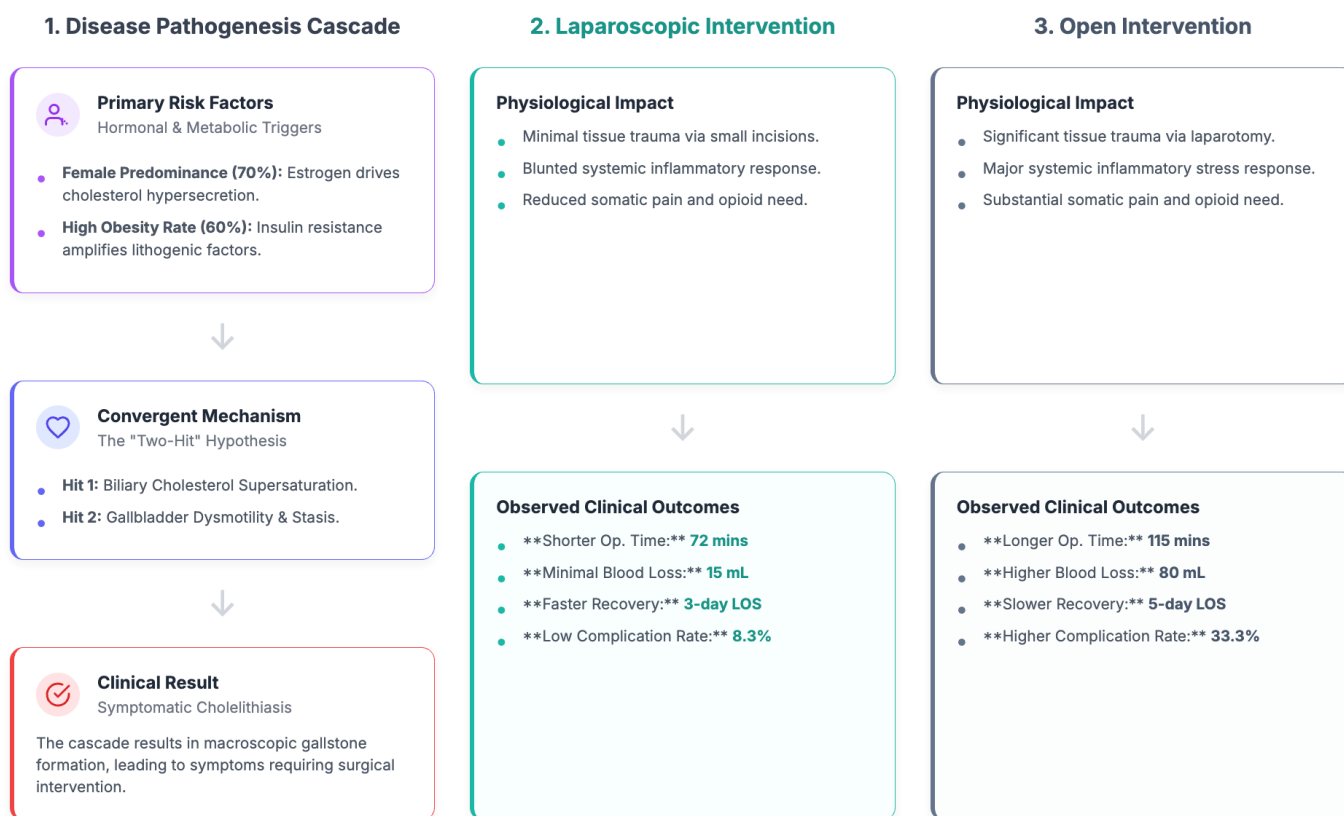 1. Disease Pathogenesis Cascade
Primary Risk Factors
Hormonal & Metabolic Triggers
Female Predominance (70%): Estrogen drives
cholesterol hypersecretion.
High Obesity Rate (60%): Insulin resistance
amplifies lithogenic factors.
Convergent Mechanism
The "Two-Hit" Hypothesis
Hit 1: Biliary Cholesterol Supersaturation.
Hit 2: Gallbladder Dysmotility & Stasis.
Clinical Result
Symptomatic Cholelithiasis
The cascade results in macroscopic gallstone
formation, leading to symptoms requiring surgical
intervention.
2. Laparoscopic Intervention
Physiological Impact
Minimal tissue trauma via small incisions.
Blunted systemic inflammatory response.
Reduced somatic pain and opioid need.
Observed Clinical Outcomes
**Shorter Op. Time:** 72 mins
**Minimal Blood Loss:** 15 mL
**Faster Recovery:** 3-day LOS
**Low Complication Rate:** 8.3%
3. Open Intervention
Physiological Impact
Significant tissue trauma via laparotomy.
Major systemic inflammatory stress response.
Substantial somatic pain and opioid need.
Observed Clinical Outcomes
**Longer Op. Time:** 115 mins
**Higher Blood Loss:** 80 mL
**Slower Recovery:** 5-day LOS
**Higher Complication Rate:** 33.3%